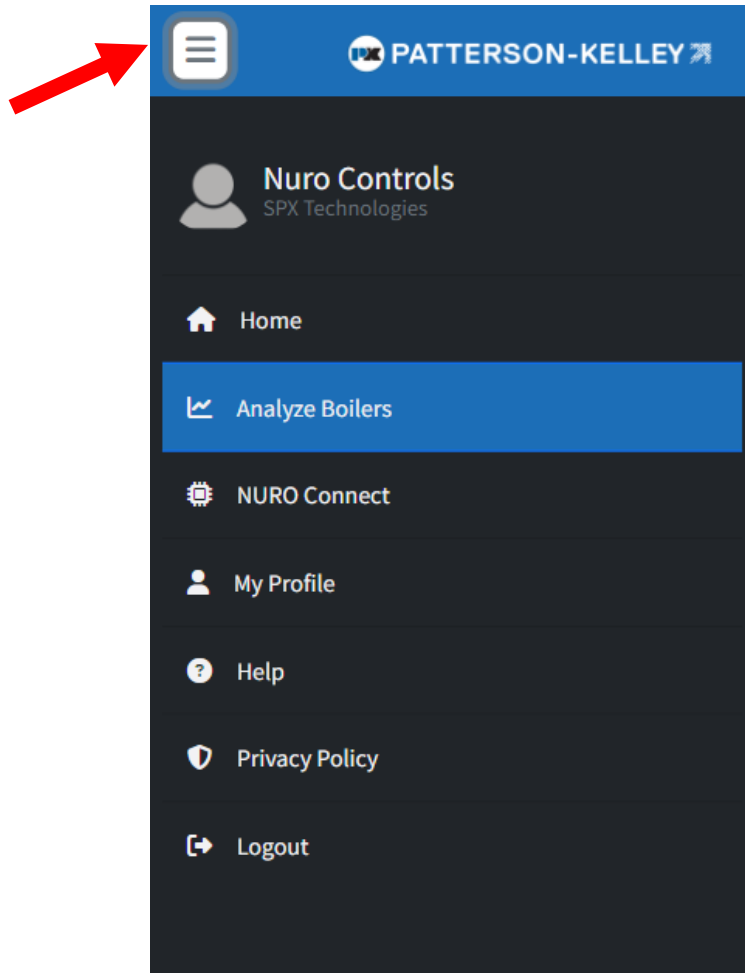 PATTERSON-KELLEY
Nuro Controls
SPX Technologies
Home
Analyze Boilers
NURO Connect
My Profile
? Help
Privacy Policy
Logout